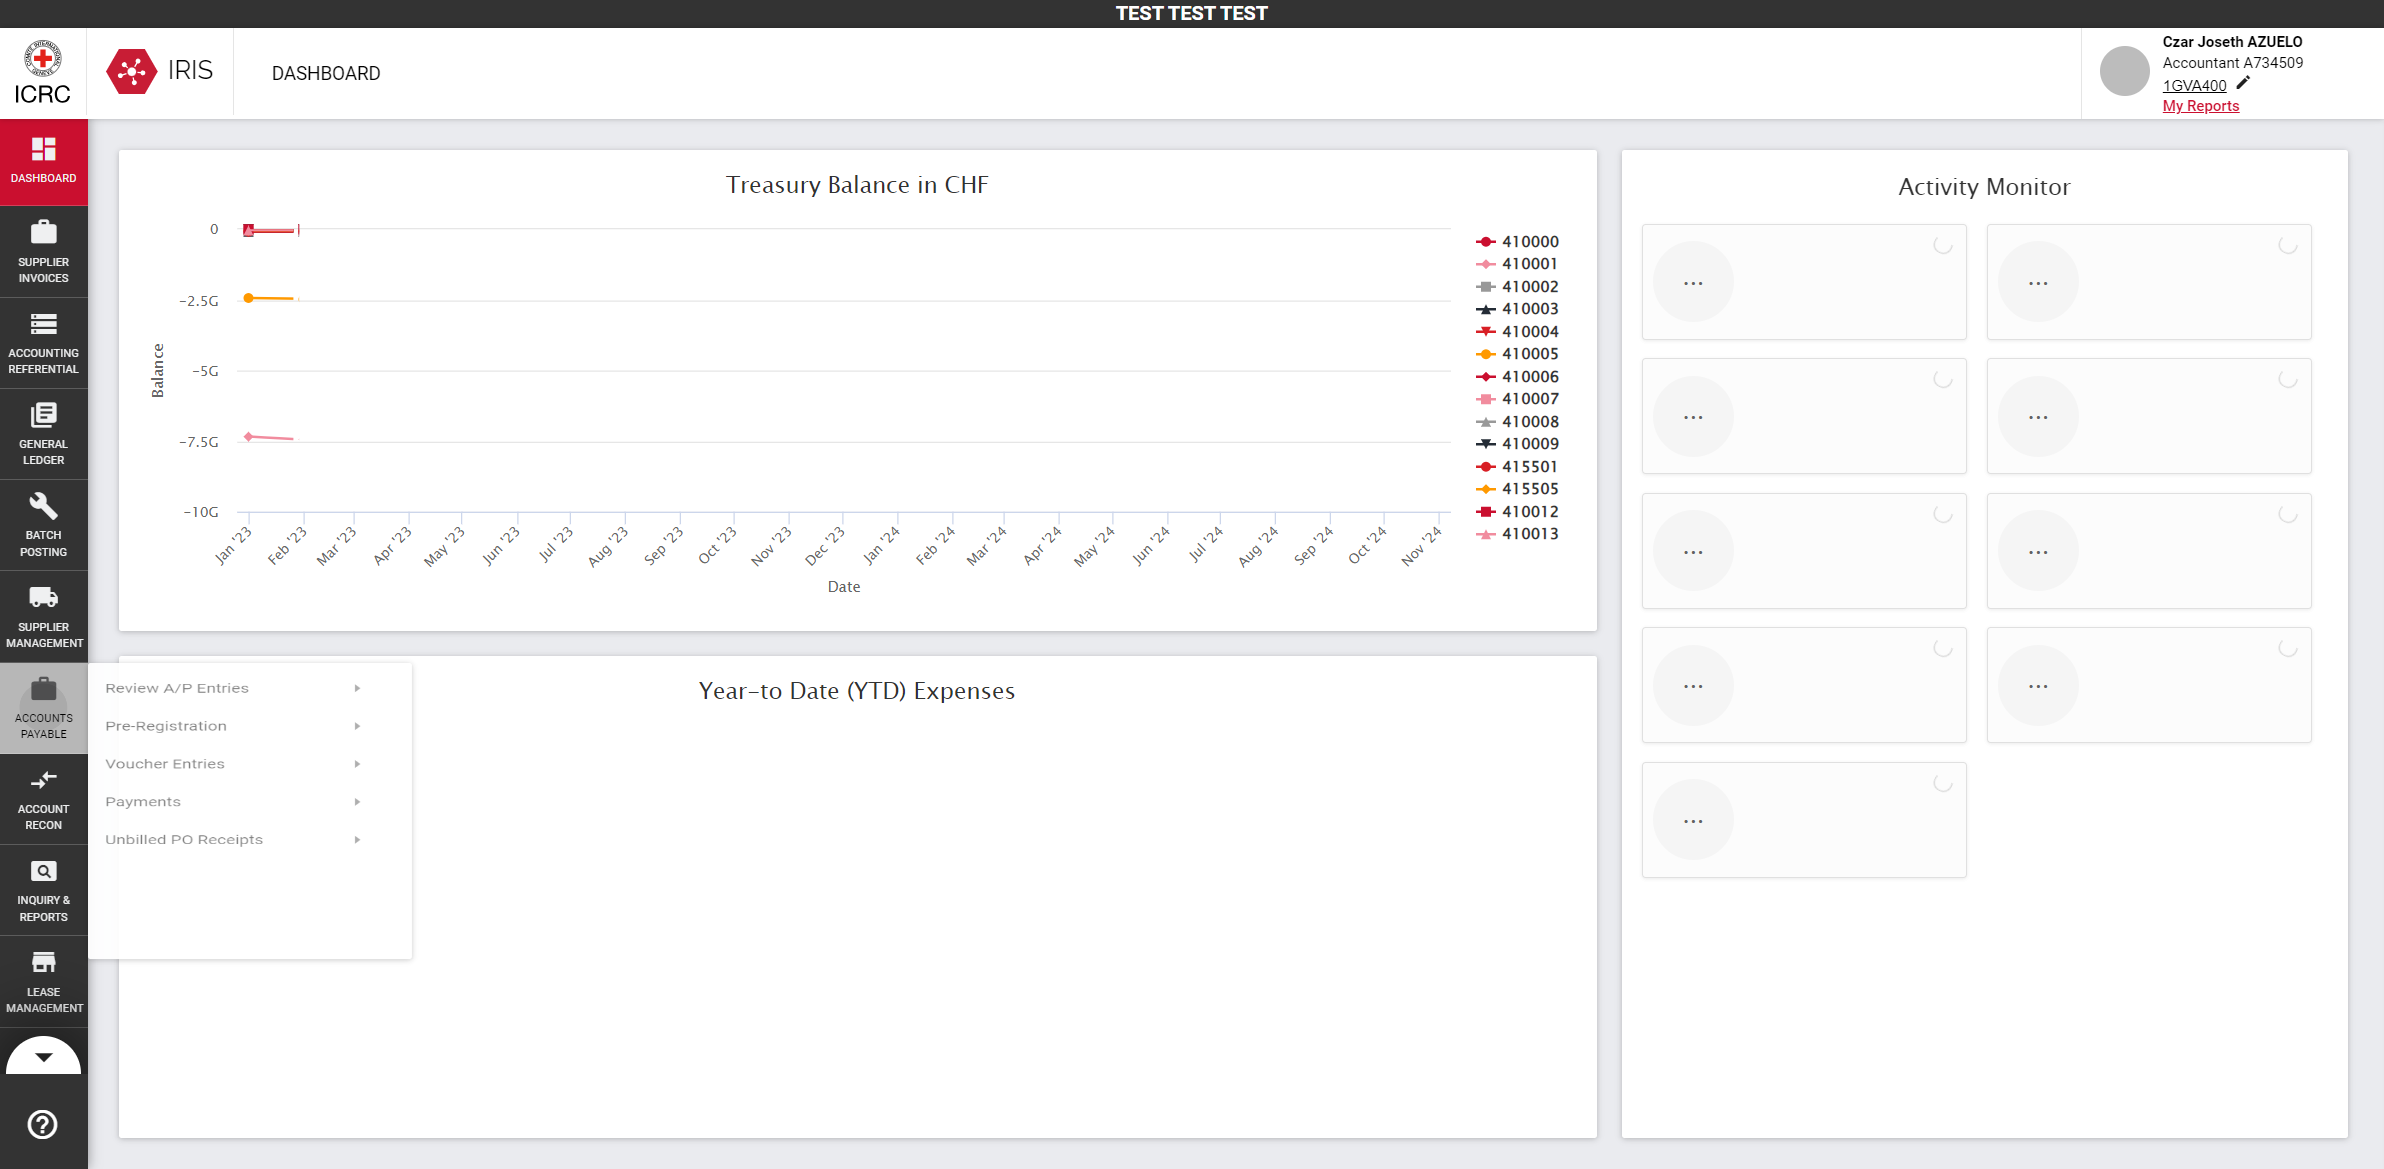 TEST TEST TEST
ICRC
IRIS
DASHBOARD
Czar Joseth AZUELO
Accountant A734509
1GVA400
My Reports
DASHBOARD
SUPPLIER
INVOICES
ACCOUNTING
REFERENTIAL
GENERAL
LEDGER
BATCH
POSTING
SUPPLIER
MANAGEMENT
ACCOUNTS
PAYABLE
ACCOUNT
RECON
INQUIRY &
REPORTS
LEASE
MANAGEMENT
Review A/P Entries
Pre-Registration
Voucher Entries
Payments
Unbilled PO Receipts
Treasury Balance in CHF
Balance
0
-2.5G
-5G
-7.5G
-10G
Jan '23
Feb '23
Mar '23
Apr '23
May '23
Jun '23
Jul '23
Aug '23
Sep '23
Oct '23
Nov '23
Dec '23
Jan '24
Feb '24
Mar '24
Apr '24
May '24
Jun '24
Jul '24
Aug '24
Sep '24
Oct '24
Nov '24
Date
410000
410001
410002
410003
410004
410005
410006
410007
410008
410009
415501
415505
410012
410013
Year-to Date (YTD) Expenses
Activity Monitor
...
...
...
...
...
...
...
...
...